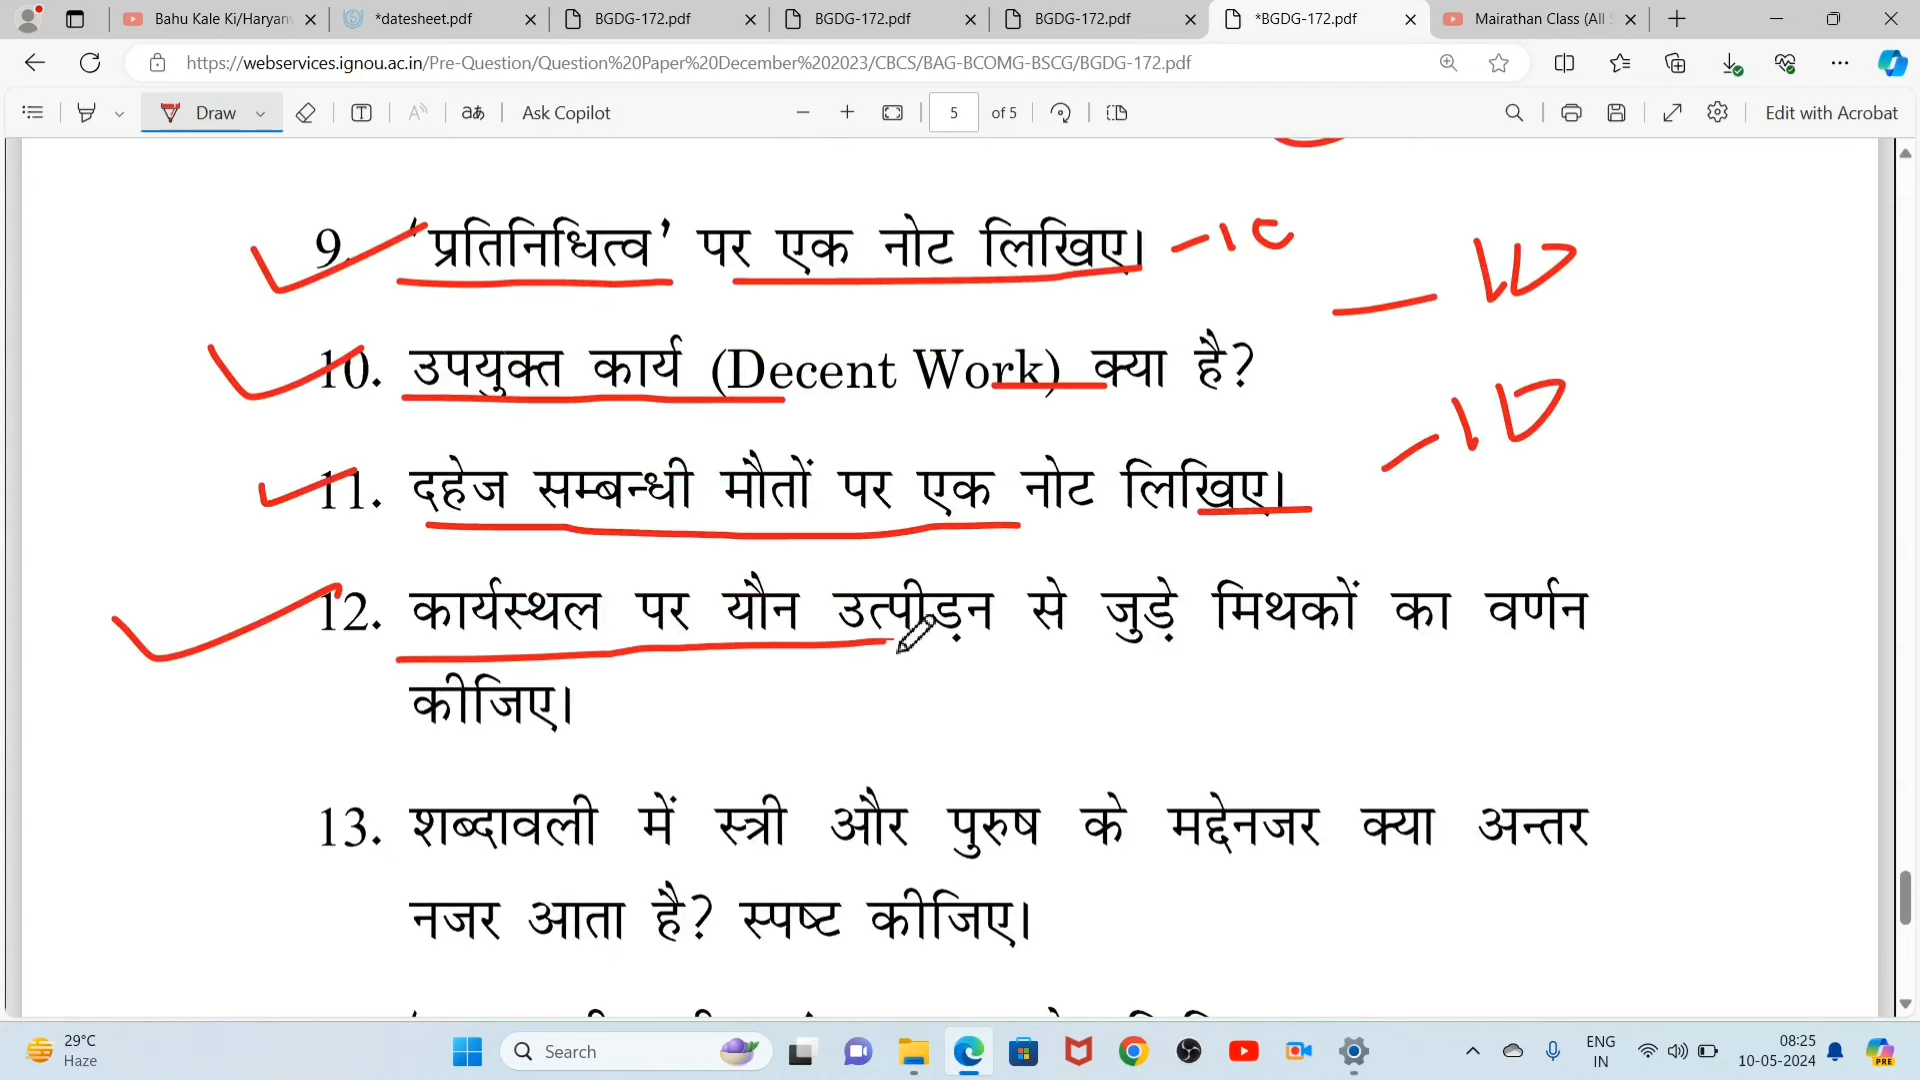 Bahu Kale Ki/Haryan
*datesheet.pdf
BGDG-172.pdf
BGDG-172.pdf
BGDG-172.pdf
*BGDG-172.pdf
Mairathan Class (All
https://webservices.ignou.ac.in/Pre-Question/Question%20Paper%20December%202023/CBCS/BAG-BCOMG-BSCG/BGDG-172.pdf
Draw
Ask Copilot
5 of 5
Edit with Acrobat
9. 'प्रतिनिधित्व' पर एक नोट लिखिए। -10
- 10
10. उपयुक्त कार्य (Decent Work) क्या है?
-10
11. दहेज सम्बन्धी मौतों पर एक नोट लिखिए।
12. कार्यस्थल पर यौन उत्पीड़न से जुड़े मिथकों का वर्णन
कीजिए।
13. शब्दावली में स्त्री और पुरुष के मद्देनजर क्या अन्तर
नजर आता है? स्पष्ट कीजिए।
29°C
Haze
Search
ENG
IN
08:25
10-05-2024